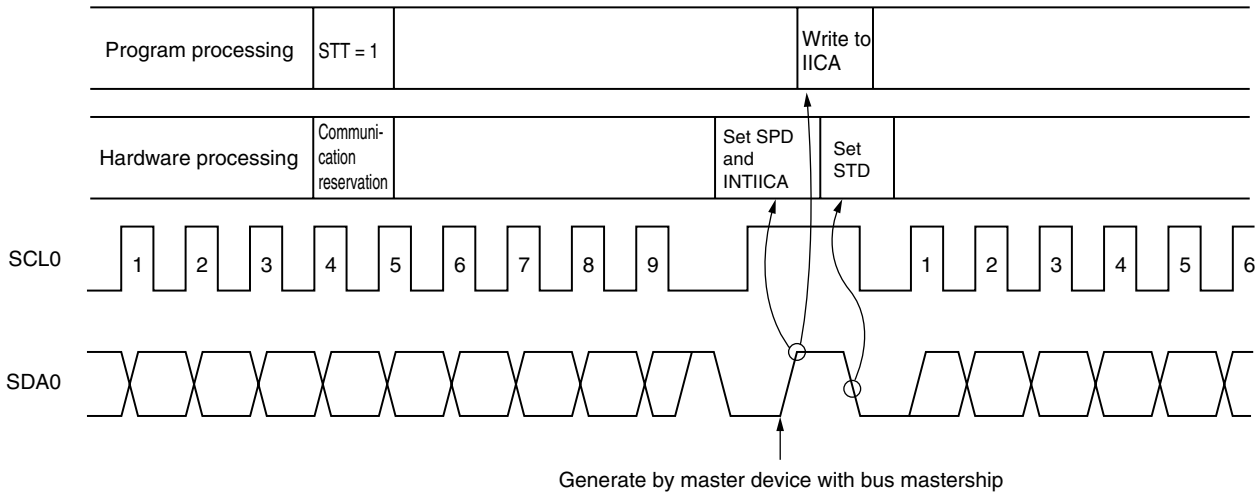 Program processing
STT = 1
Write to
IICA
Hardware processing
Communi-
cation
reservation
Set SPD
and
INTIICA
Set
STD
SCL0
1 2 3 4 5 6 7 8 9 1 2 3 4 5 6
SDA0
Generate by master device with bus mastership